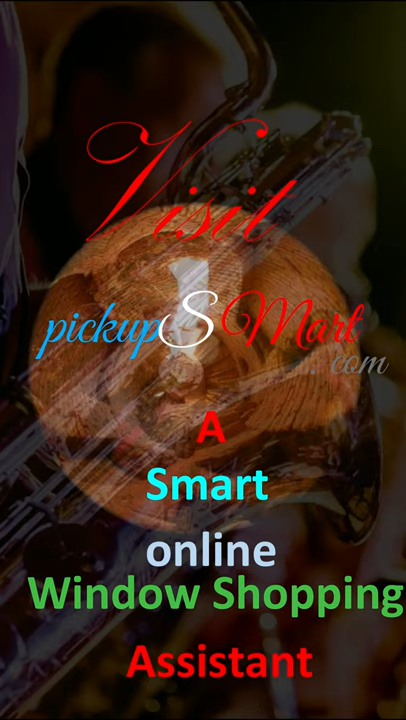 Visit
pickupSMart
.com
A
Smart
online
Window Shopping
Assistant